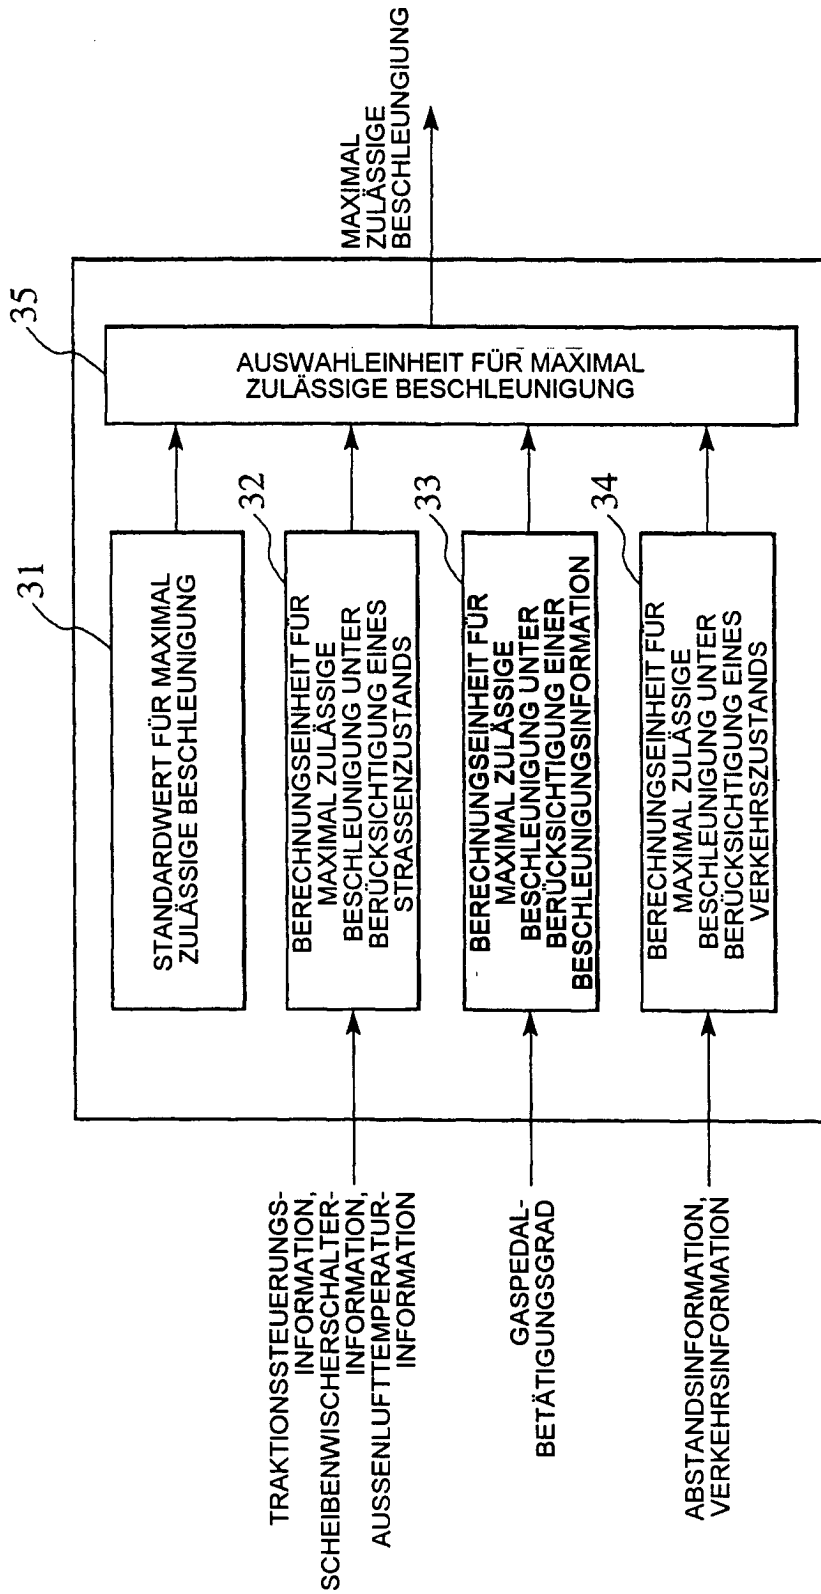 TRAKTIONSSTEUERUNGS-
INFORMATION,
SCHEIBENWISCHERSCHALTER-
INFORMATION,
AUSSENLUFTTEMPERATUR-
INFORMATION
GASPEDAL-
BETÄTIGUNGSGRAD
ABSTANDSINFORMATION,
VERKEHRSINFORMATION
31
STANDARDWERT FÜR MAXIMAL
ZULÄSSIGE BESCHLEUNIGUNG
32
BERECHNUNGSEINHEIT FÜR
MAXIMAL ZULÄSSIGE
BESCHLEUNIGUNG UNTER
BERÜCKSICHTIGUNG EINES
STRASSENZUSTANDS
33
BERECHNUNGSEINHEIT FÜR
MAXIMAL ZULÄSSIGE
BESCHLEUNIGUNG UNTER
BERÜCKSICHTIGUNG EINER
BESCHLEUNIGUNGSINFORMATION
34
BERECHNUNGSEINHEIT FÜR
MAXIMAL ZULÄSSIGE
BESCHLEUNIGUNG UNTER
BERÜCKSICHTIGUNG EINES
VERKEHRSZUSTANDS
35
AUSWAHLEINHEIT FÜR MAXIMAL
ZULÄSSIGE BESCHLEUNIGUNG
MAXIMAL
ZULÄSSIGE
BESCHLEUNGIUNG